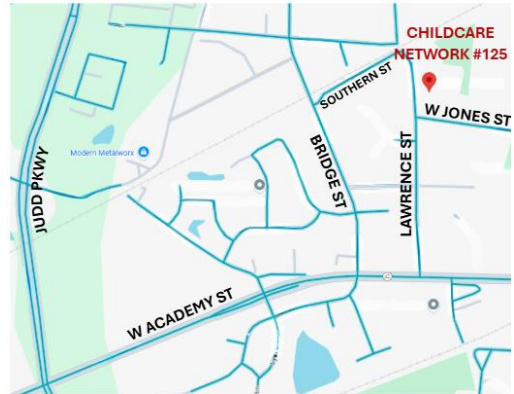 CHILDCARE
NETWORK #125
SOUTHERN ST
W JONES ST
BRIDGE ST
LAWRENCE ST
Modern Metalworx
JUDD PKWY
W ACADEMY ST